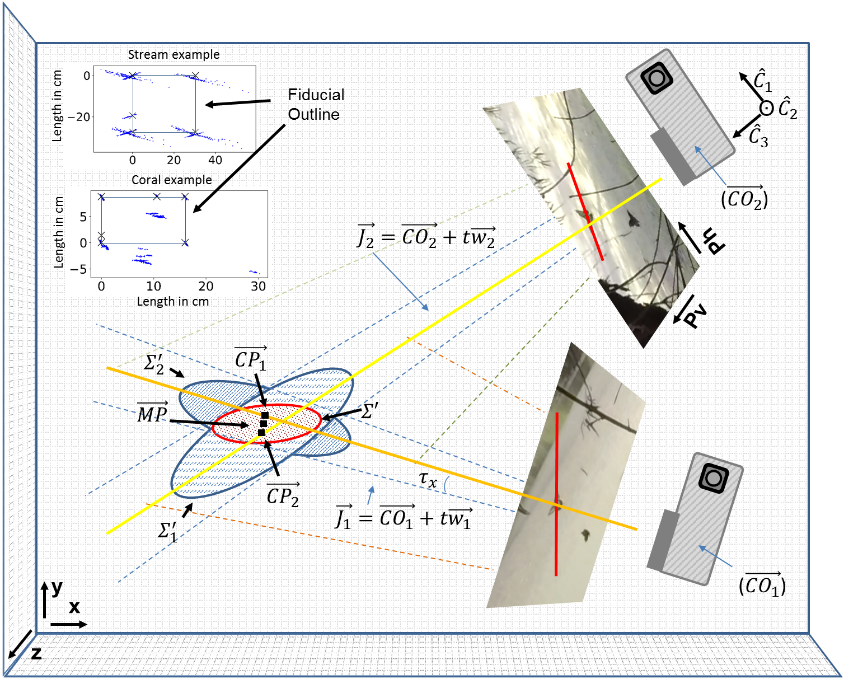 Stream example
Length in cm
0
−20
0
20
40
Fiducial
Outline
Coral example
Length in cm
5
0
−5
0
10
20
30
Length in cm
Ĉ₁
Ĉ₂
Ĉ₃
(CO₂⃗)
J₂⃗ = CO₂⃗ + tw₂⃗
Ph
Pv
Σ′₂
CP₁⃗
MP⃗
Σ′
CP₂⃗
Σ′₁
τₓ
J₁⃗ = CO₁⃗ + tw₁⃗
(CO₁⃗)
y
x
z